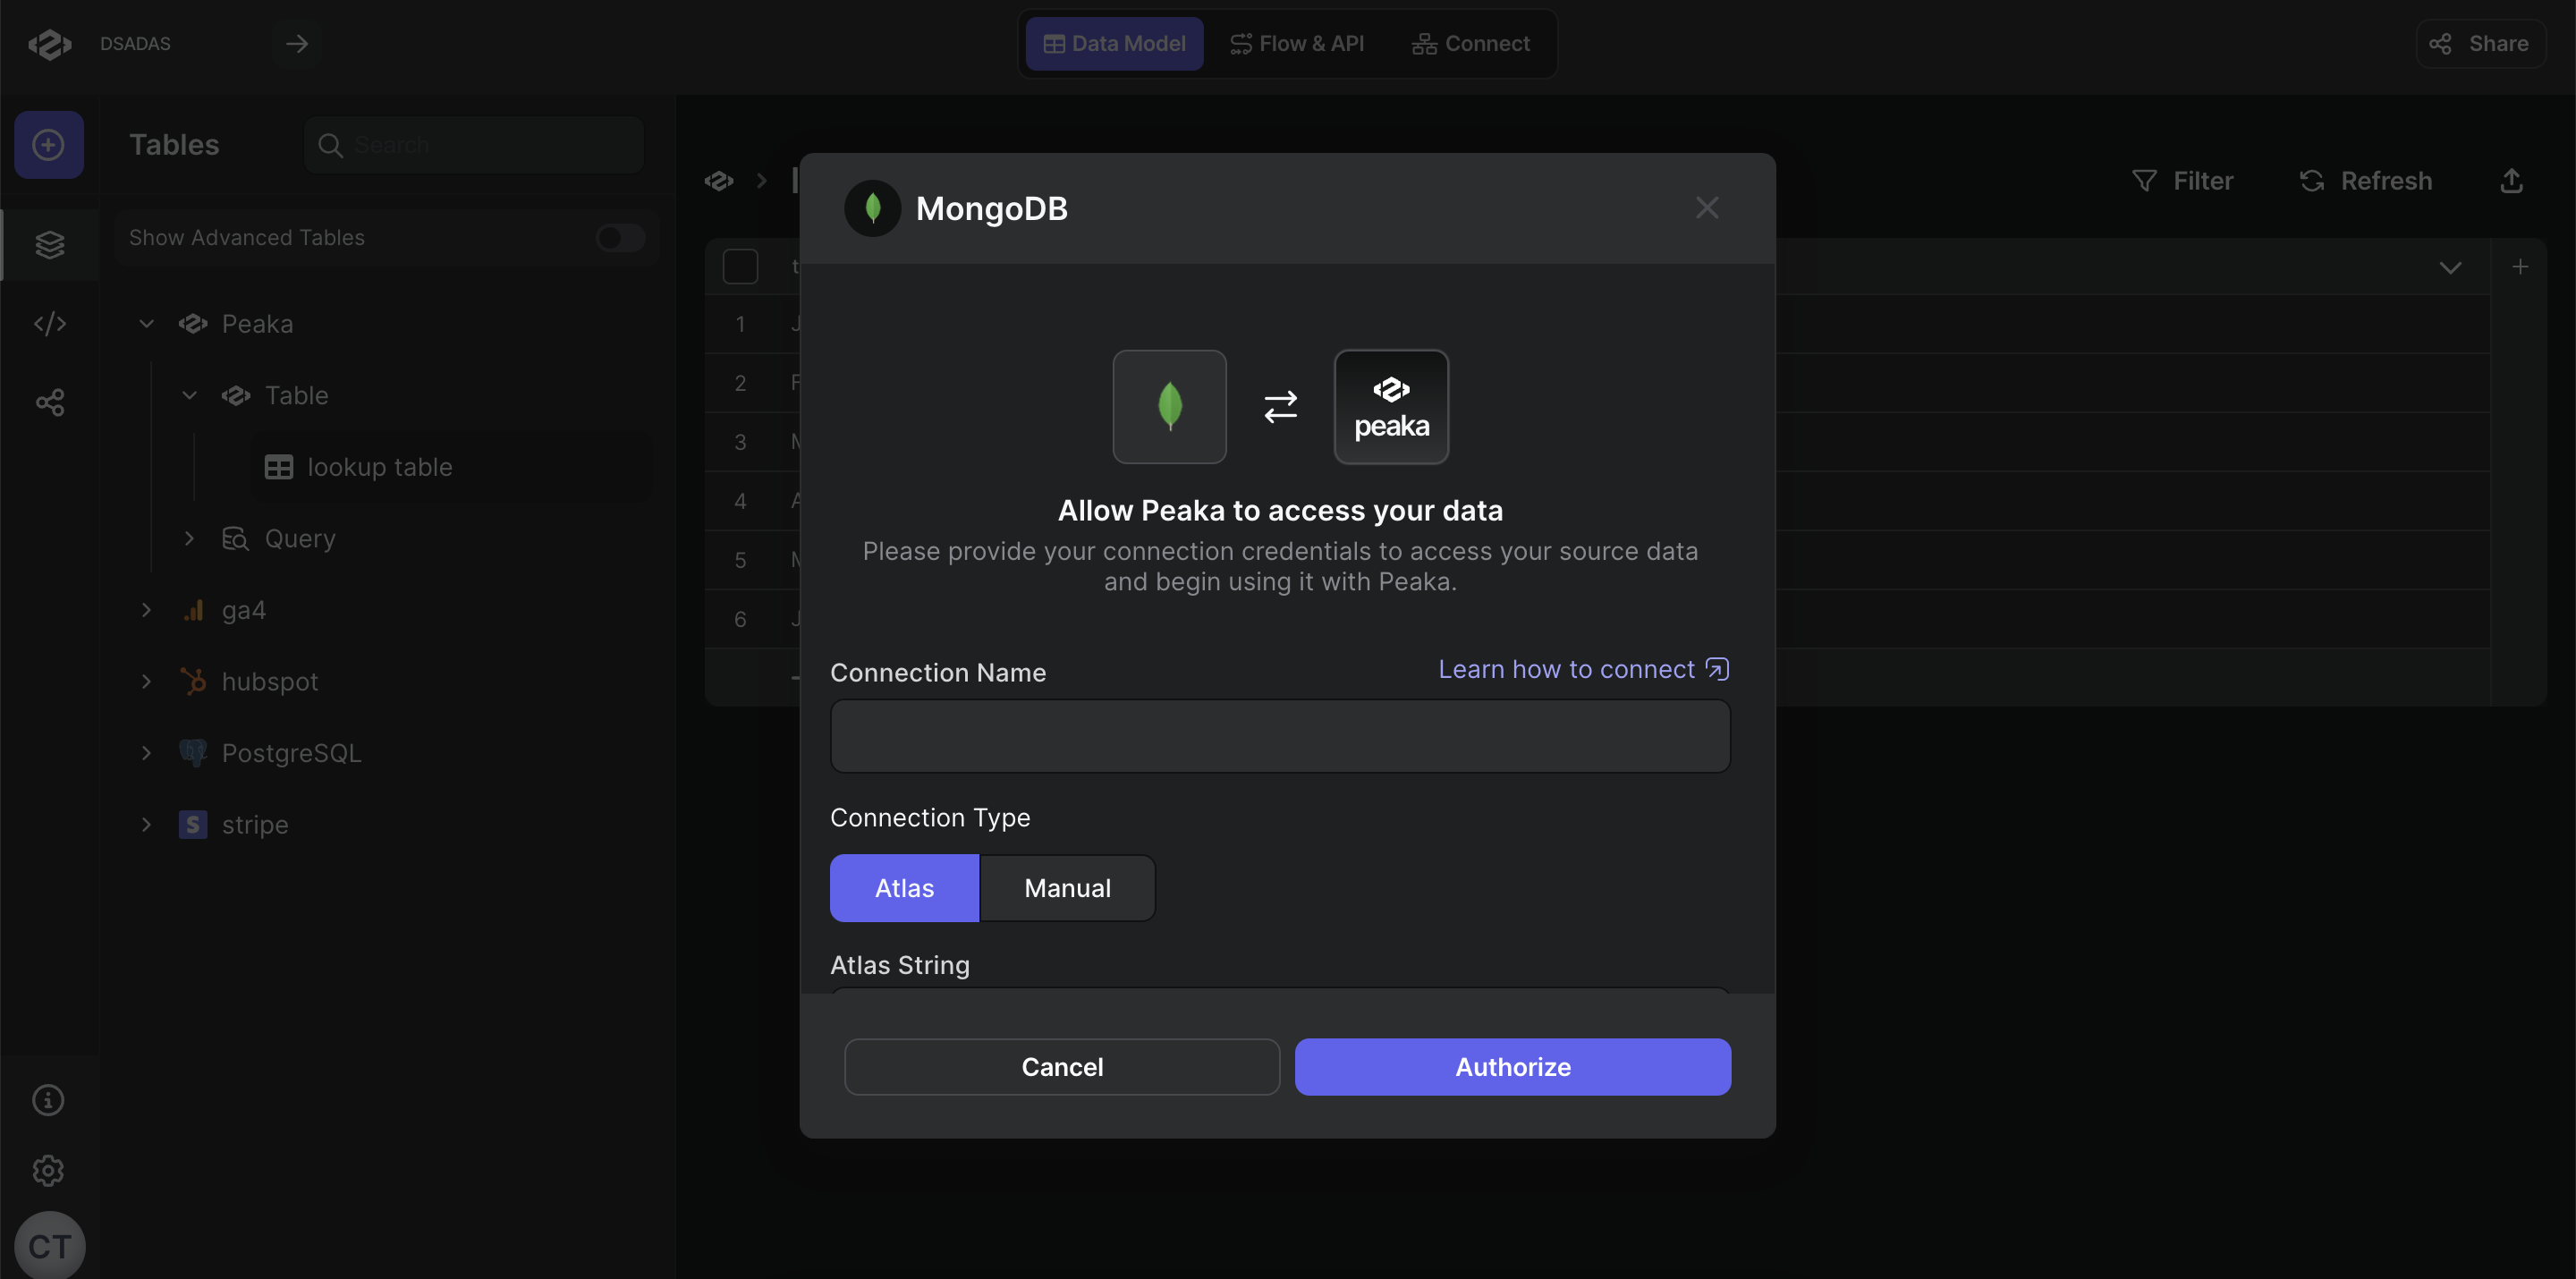 DSADAS
Data Model
Flow & API
Connect
Share
Tables
Search
Show Advanced Tables
Peaka
Table
lookup table
Query
ga4
hubspot
PostgreSQL
stripe
CT
Filter
Refresh
1 J
2 F
3 M
4 A
5 M
6 J
MongoDB
peaka
Allow Peaka to access your data
Please provide your connection credentials to access your source data
and begin using it with Peaka.
Connection Name
Learn how to connect
Connection Type
Atlas
Manual
Atlas String
Cancel
Authorize